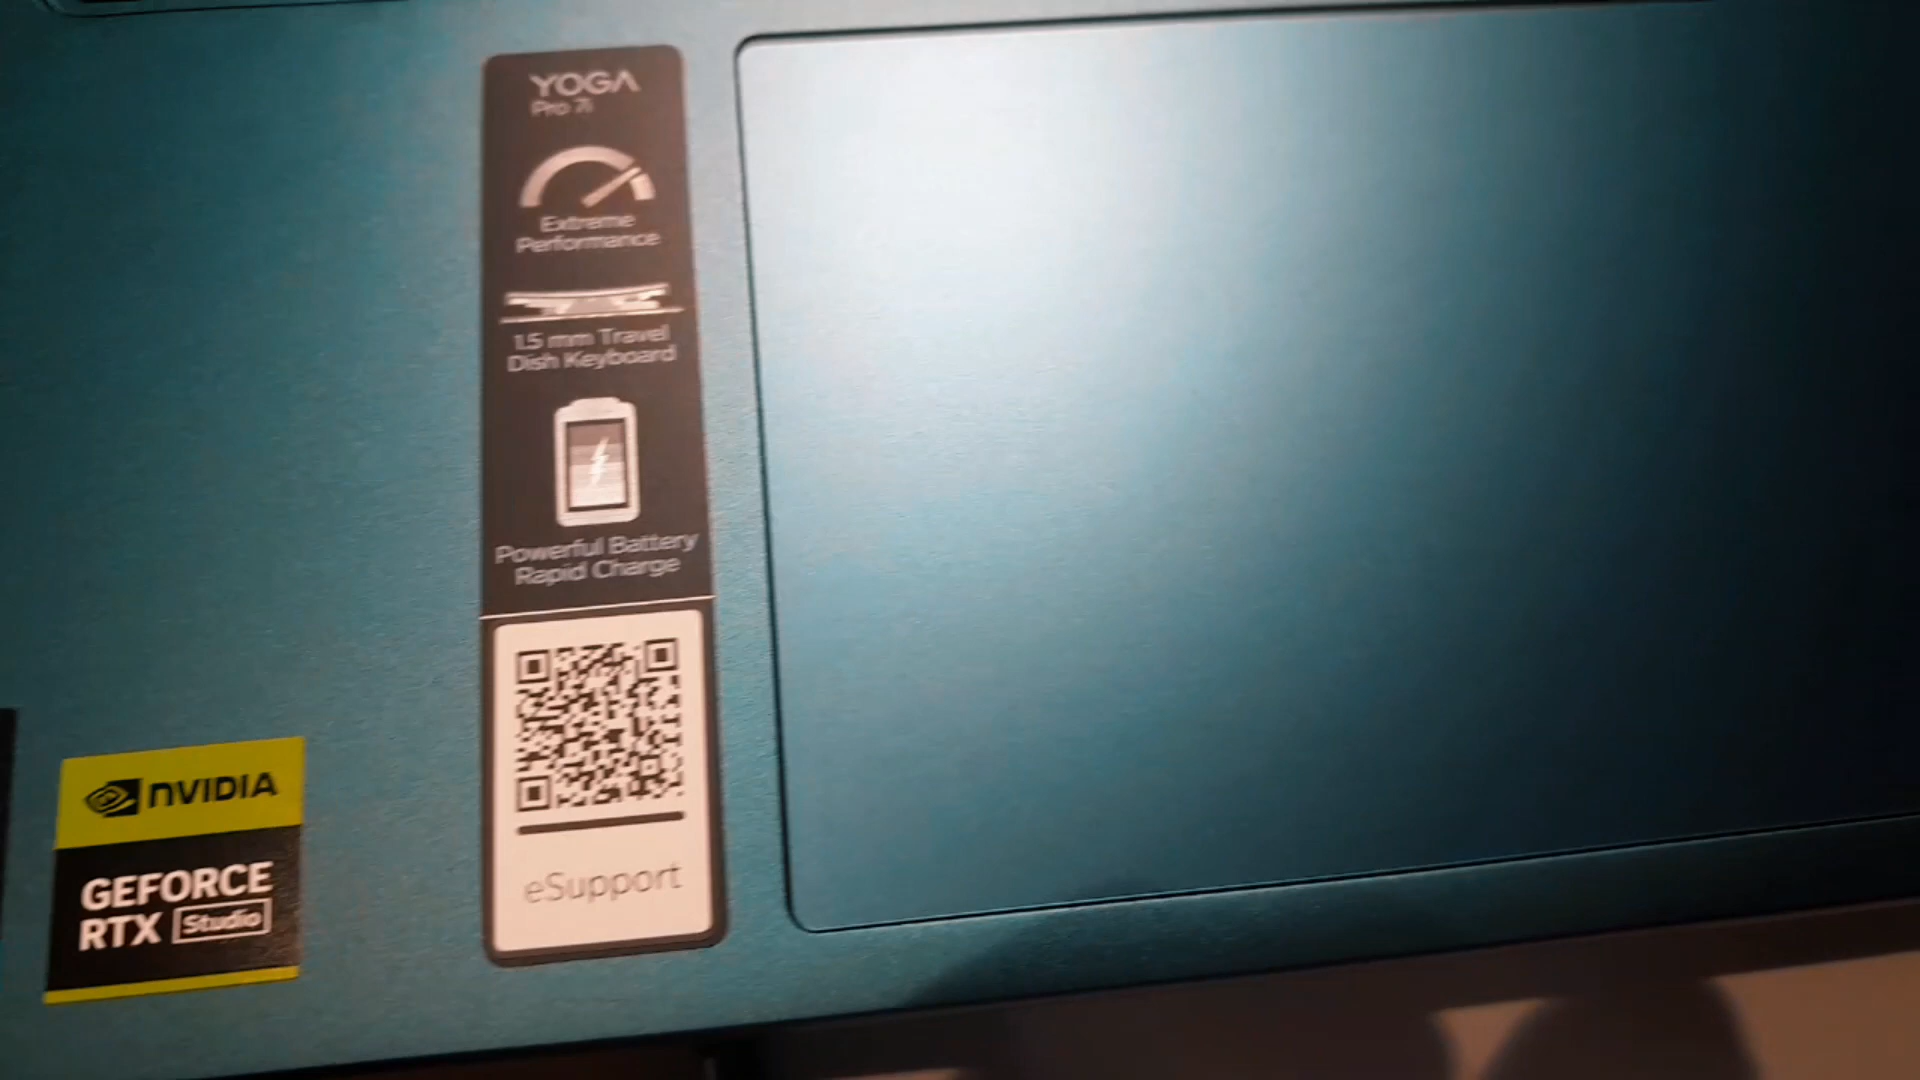 YOGA
Pro 7i
Extreme
Performance
1.5 mm Travel
Dish Keyboard
Powerful Battery
Rapid Charge
eSupport
NVIDIA
GEFORCE
RTX Studio